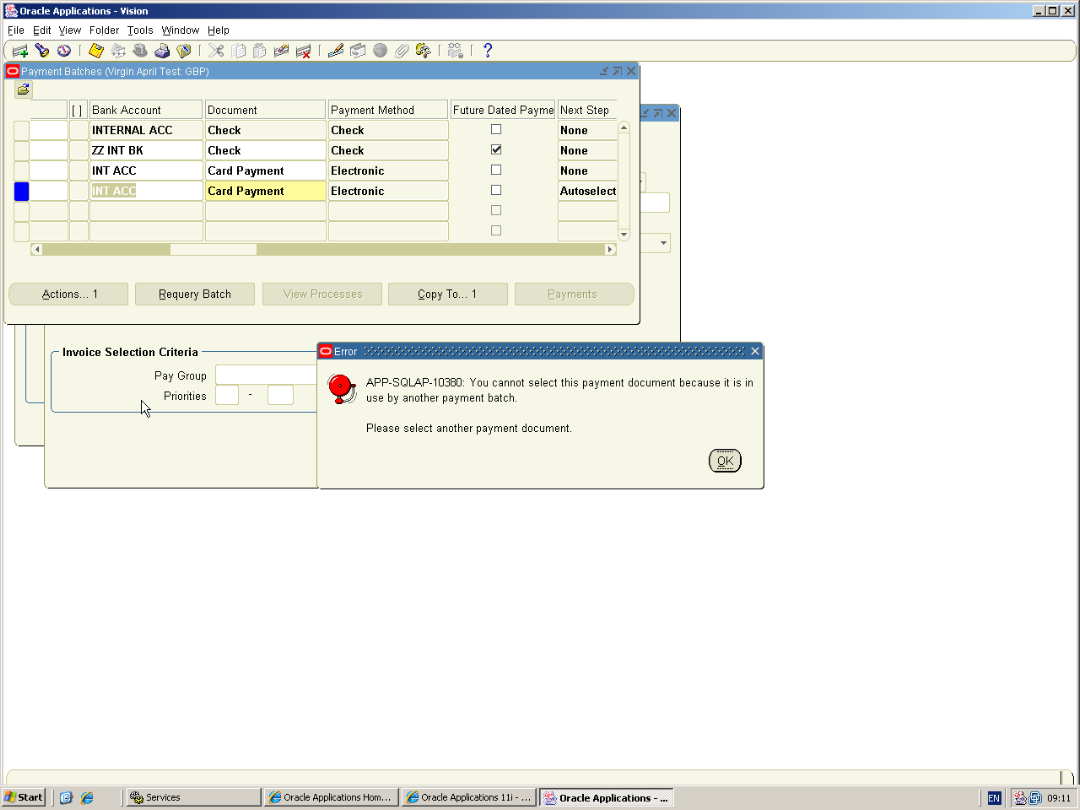 Oracle Applications - Vision
File Edit View Folder Tools Window Help
Payment Batches (Virgin April Test: GBP)
[ ] Bank Account Document Payment Method Future Dated Payme Next Step
INTERNAL ACC Check Check None
ZZ INT BK Check Check None
INT ACC Card Payment Electronic None
INT ACC Card Payment Electronic Autoselect
Actions... 1 Requery Batch View Processes Copy To... 1 Payments
Invoice Selection Criteria
Pay Group
Priorities -
Error
APP-SQLAP-10380: You cannot select this payment document because it is in
use by another payment batch.
Please select another payment document.
OK
Start Services Oracle Applications Hom... Oracle Applications 11i - ... Oracle Applications - ... EN 09:11